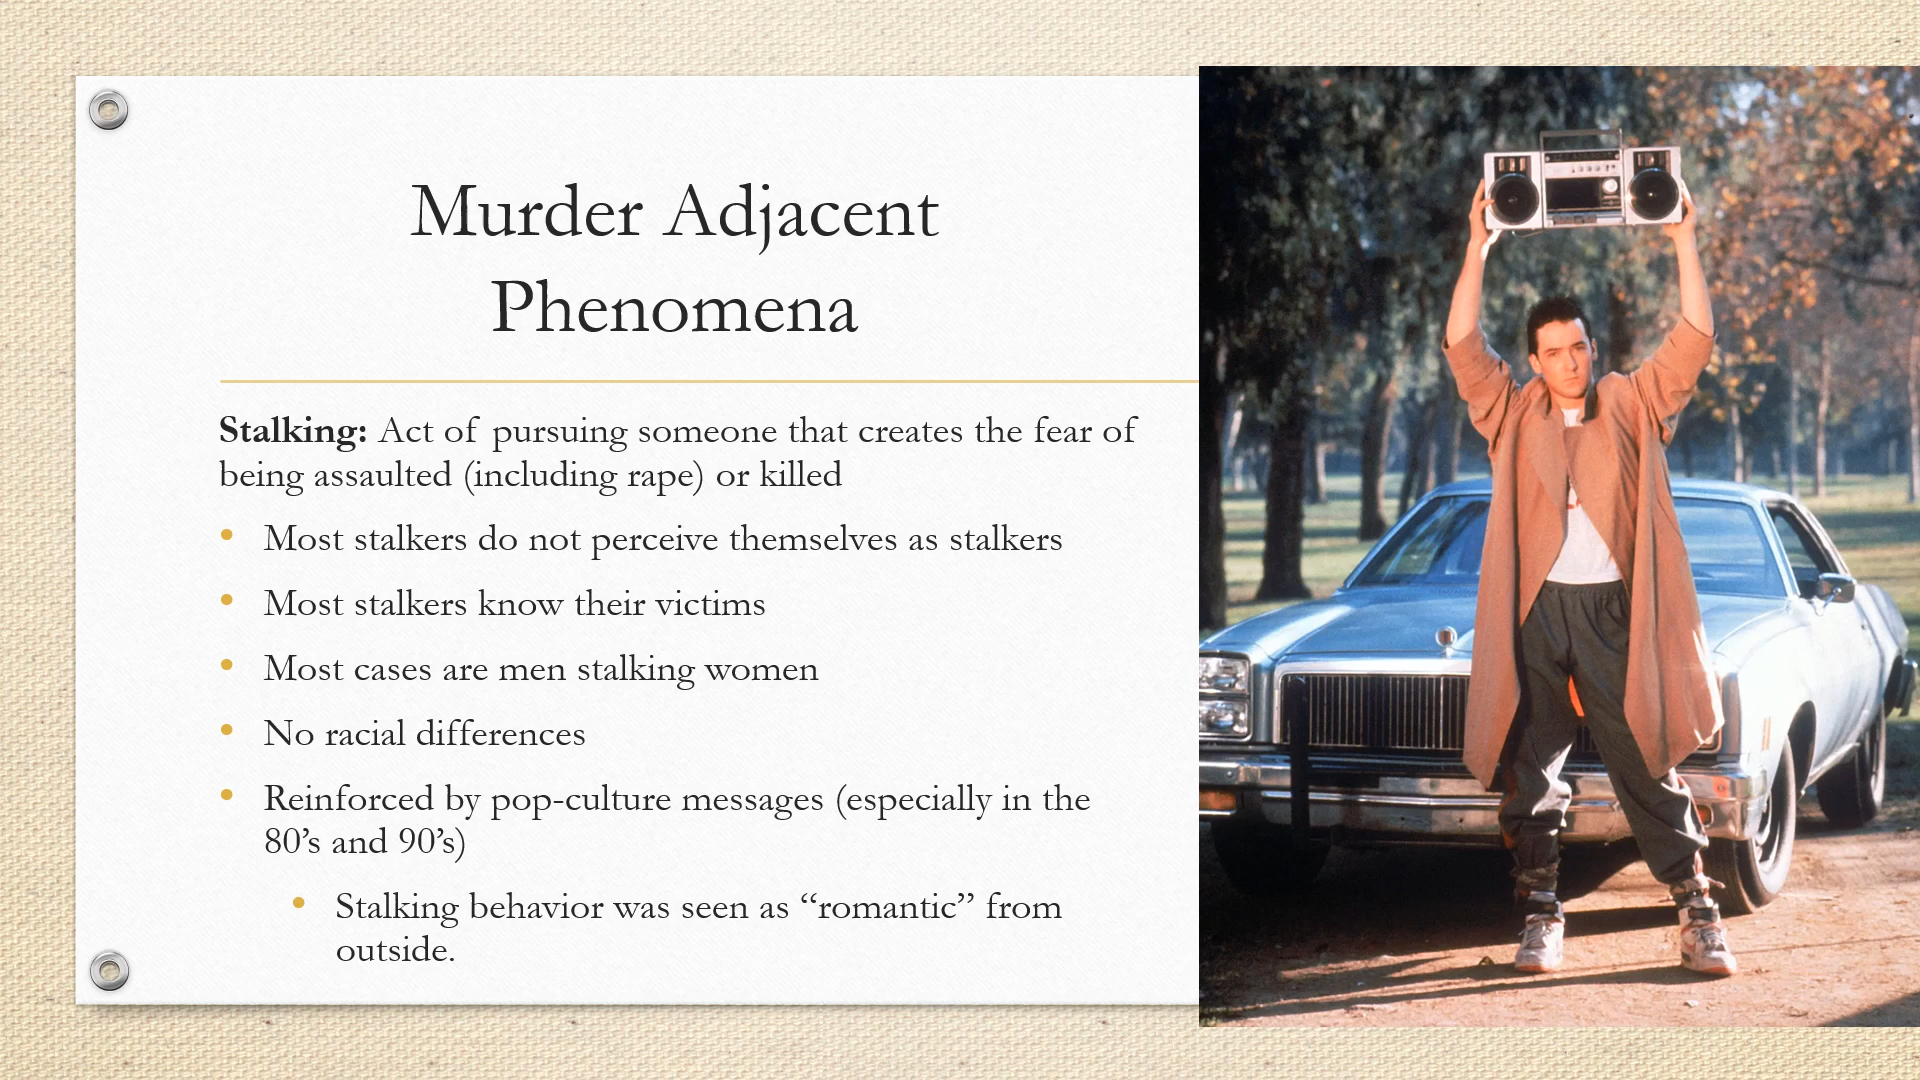 Murder Adjacent
Phenomena
Stalking: Act of pursuing someone that creates the fear of
being assaulted (including rape) or killed
• Most stalkers do not perceive themselves as stalkers
• Most stalkers know their victims
• Most cases are men stalking women
• No racial differences
• Reinforced by pop-culture messages (especially in the
80’s and 90’s)
• Stalking behavior was seen as “romantic” from
outside.